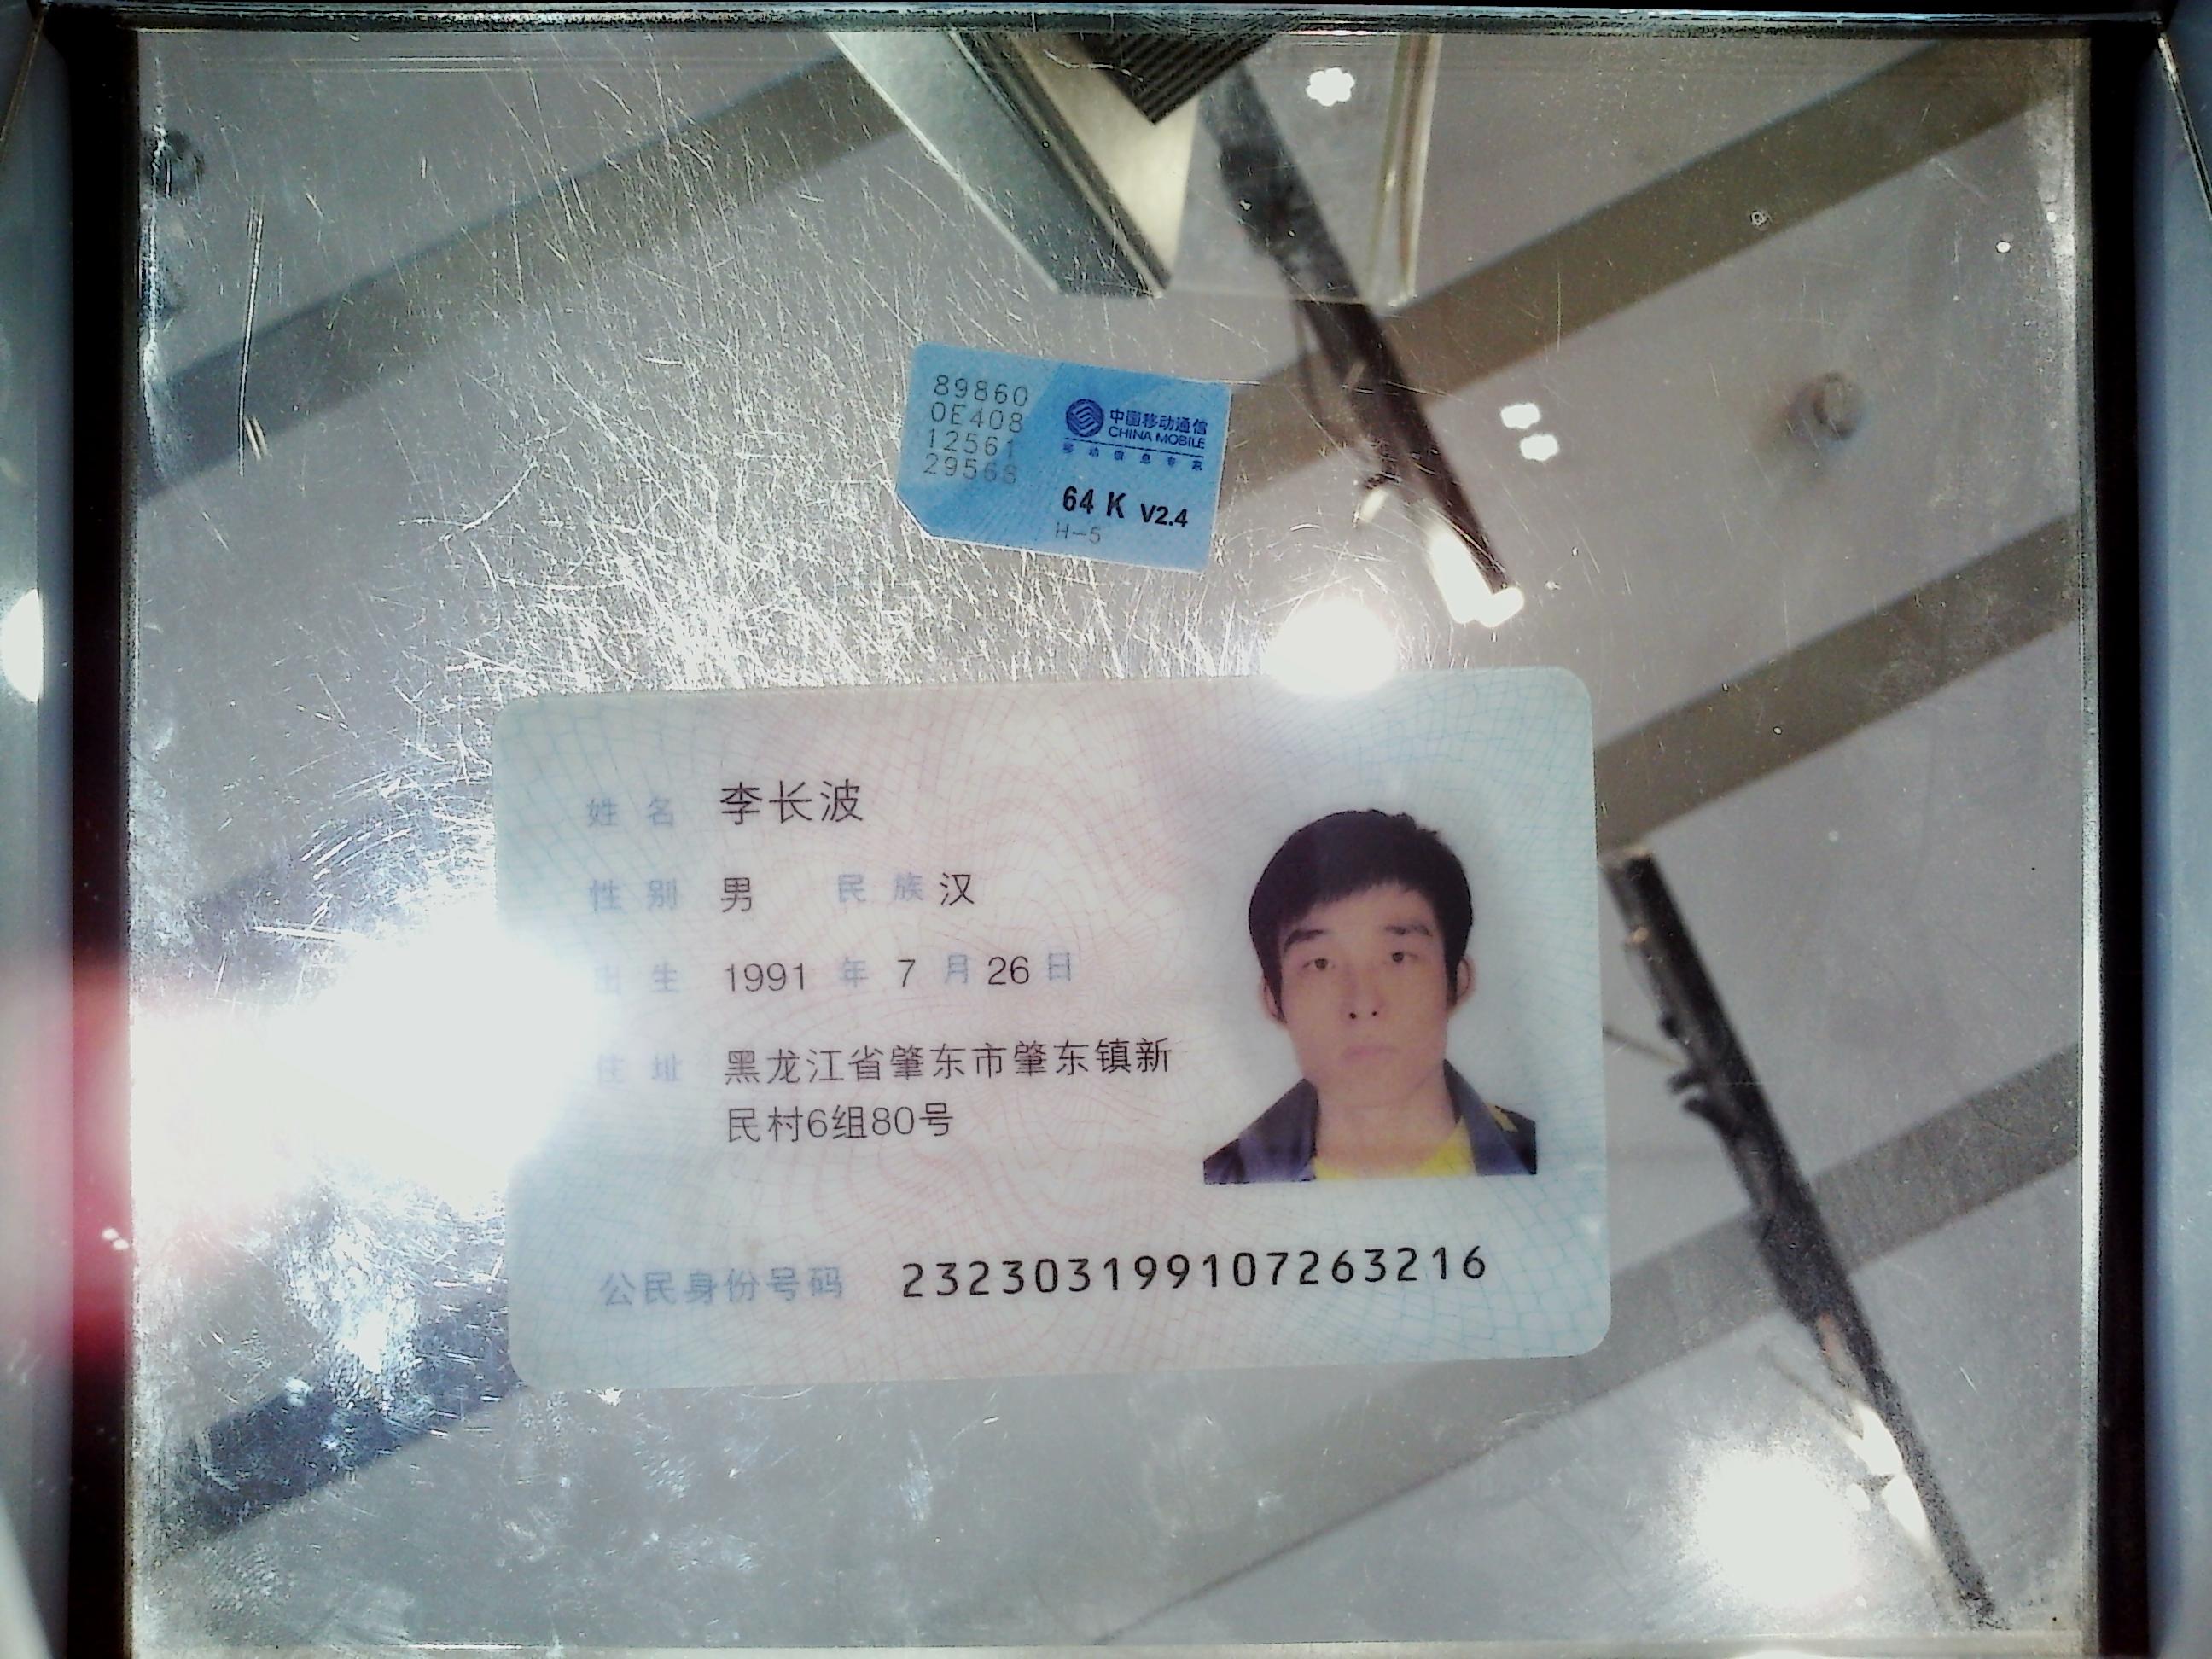 89860
0E408
12561
29568
中国移动通信
CHINA MOBILE
移动信息专家
64 K V2.4
H-5
姓名 李长波
性别 男 民族 汉
出生 1991 年 7 月 26 日
住址 黑龙江省肇东市肇东镇新
民村6组80号
公民身份号码 232303199107263216